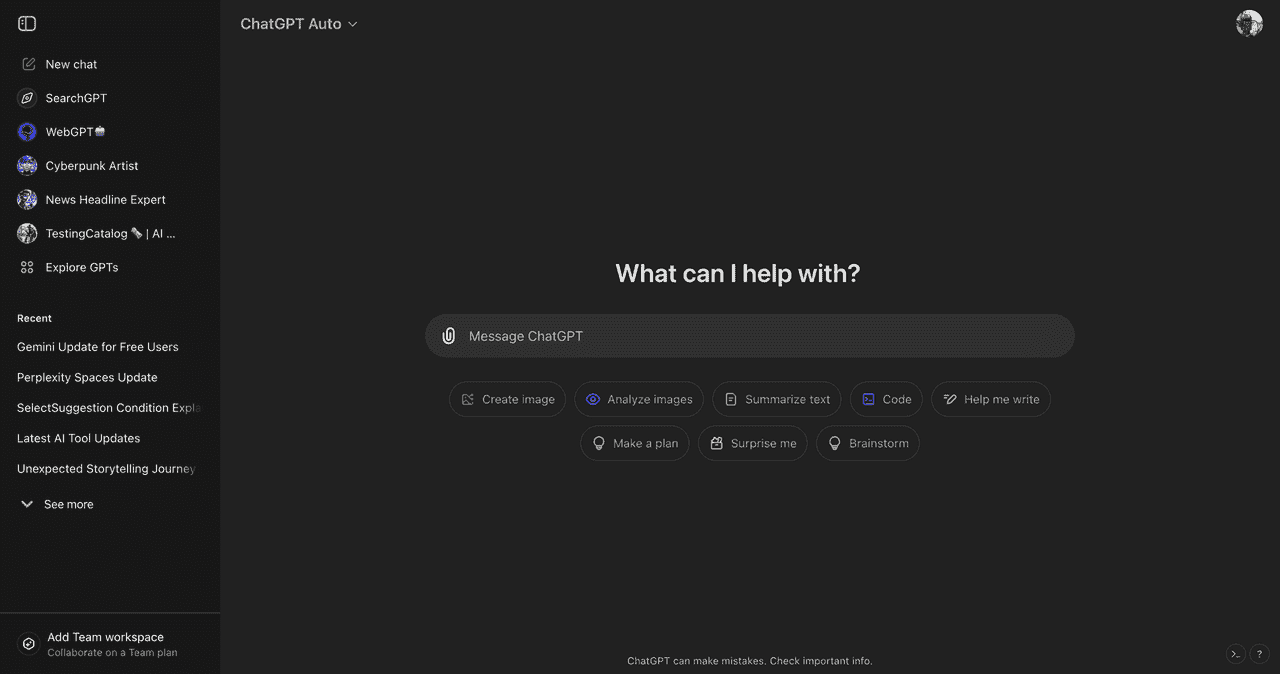 ChatGPT Auto
New chat
SearchGPT
WebGPT🤖
Cyberpunk Artist
News Headline Expert
TestingCatalog 🗞 | AI ...
Explore GPTs
Recent
Gemini Update for Free Users
Perplexity Spaces Update
SelectSuggestion Condition Expla
Latest AI Tool Updates
Unexpected Storytelling Journey
See more
Add Team workspace
Collaborate on a Team plan
What can I help with?
Message ChatGPT
Create image
Analyze images
Summarize text
Code
Help me write
Make a plan
Surprise me
Brainstorm
ChatGPT can make mistakes. Check important info.
?